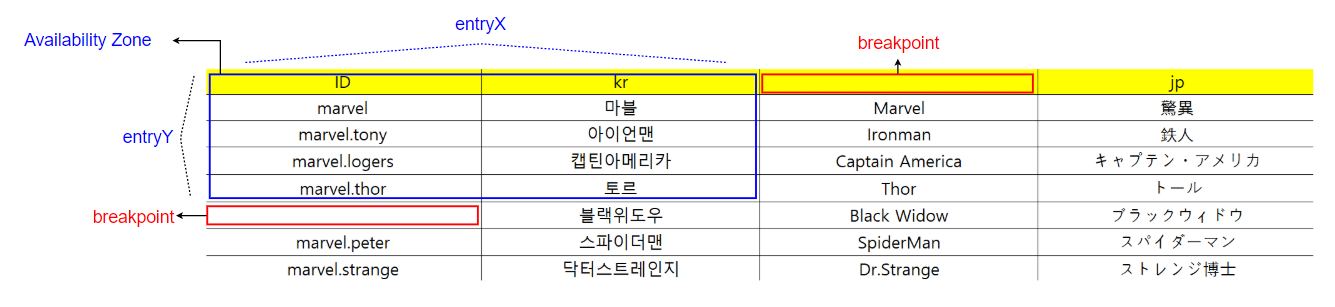 entryX
Availability Zone
breakpoint
ID kr jp
marvel 마블 Marvel 驚異
marvel.tony 아이언맨 Ironman 鉄人
entryY
marvel.logers 캡틴아메리카 Captain America キャプテン・アメリカ
marvel.thor 토르 Thor トール
breakpoint 블랙위도우 Black Widow ブラックウィドウ
marvel.peter 스파이더맨 SpiderMan スパイダーマン
marvel.strange 닥터스트레인지 Dr.Strange ストレンジ博士